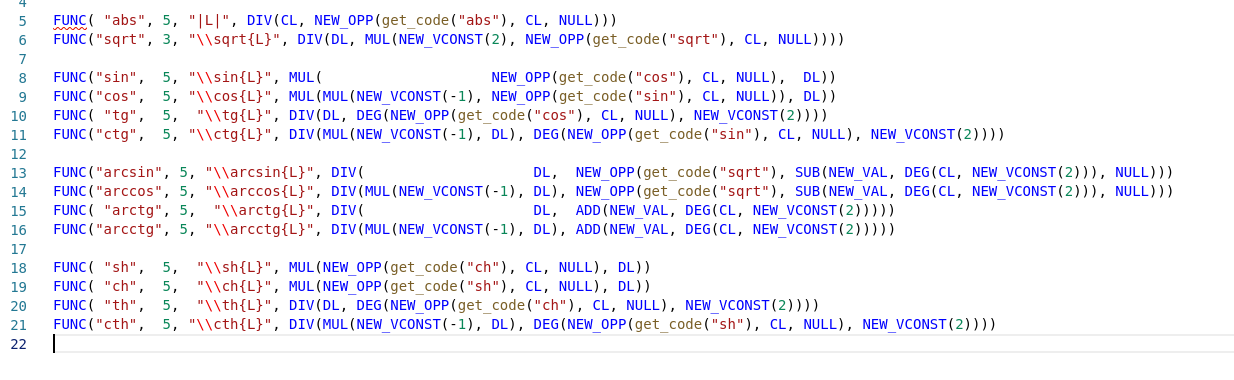 4
5 FUNC( "abs", 5, "|L|", DIV(CL, NEW_OPP(get_code("abs"), CL, NULL)))
6 FUNC("sqrt", 3, "\\sqrt{L}", DIV(DL, MUL(NEW_VCONST(2), NEW_OPP(get_code("sqrt"), CL, NULL))))
7
8 FUNC("sin",  5, "\\sin{L}", MUL(                    NEW_OPP(get_code("cos"), CL, NULL),  DL))
9 FUNC("cos",  5, "\\cos{L}", MUL(MUL(NEW_VCONST(-1), NEW_OPP(get_code("sin"), CL, NULL)), DL))
10 FUNC( "tg",  5,  "\\tg{L}", DIV(DL, DEG(NEW_OPP(get_code("cos"), CL, NULL), NEW_VCONST(2))))
11 FUNC("ctg",  5, "\\ctg{L}", DIV(MUL(NEW_VCONST(-1), DL), DEG(NEW_OPP(get_code("sin"), CL, NULL), NEW_VCONST(2))))
12
13 FUNC("arcsin", 5, "\\arcsin{L}", DIV(                    DL,  NEW_OPP(get_code("sqrt"), SUB(NEW_VAL, DEG(CL, NEW_VCONST(2))), NULL)))
14 FUNC("arccos", 5, "\\arccos{L}", DIV(MUL(NEW_VCONST(-1), DL), NEW_OPP(get_code("sqrt"), SUB(NEW_VAL, DEG(CL, NEW_VCONST(2))), NULL)))
15 FUNC( "arctg", 5,  "\\arctg{L}", DIV(                    DL,  ADD(NEW_VAL, DEG(CL, NEW_VCONST(2)))))
16 FUNC("arcctg", 5, "\\arcctg{L}", DIV(MUL(NEW_VCONST(-1), DL), ADD(NEW_VAL, DEG(CL, NEW_VCONST(2)))))
17
18 FUNC( "sh",  5,  "\\sh{L}", MUL(NEW_OPP(get_code("ch"), CL, NULL), DL))
19 FUNC( "ch",  5,  "\\ch{L}", MUL(NEW_OPP(get_code("sh"), CL, NULL), DL))
20 FUNC( "th",  5,  "\\th{L}", DIV(DL, DEG(NEW_OPP(get_code("ch"), CL, NULL), NEW_VCONST(2))))
21 FUNC("cth",  5, "\\cth{L}", DIV(MUL(NEW_VCONST(-1), DL), DEG(NEW_OPP(get_code("sh"), CL, NULL), NEW_VCONST(2))))
22